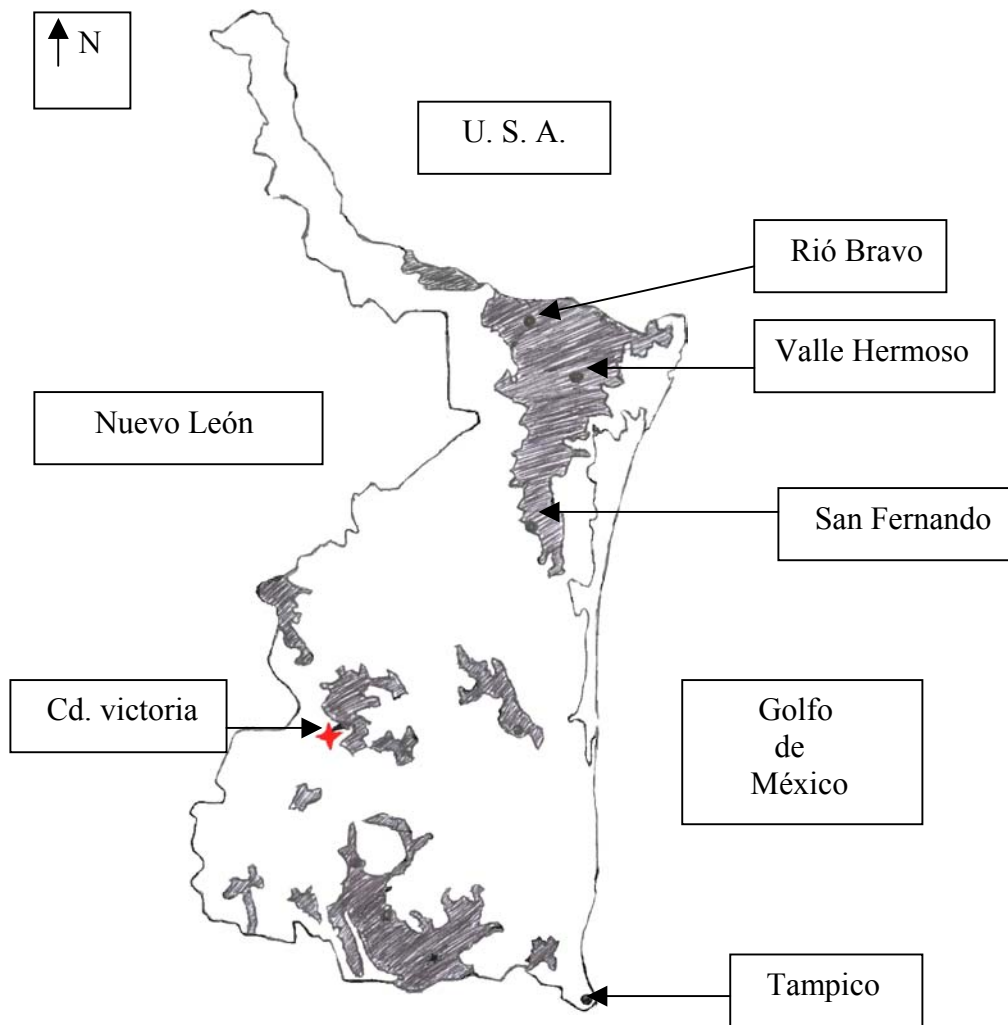 N
U. S. A.
Rió Bravo
Valle Hermoso
Nuevo León
San Fernando
Cd. victoria
Golfo
de
México
Tampico